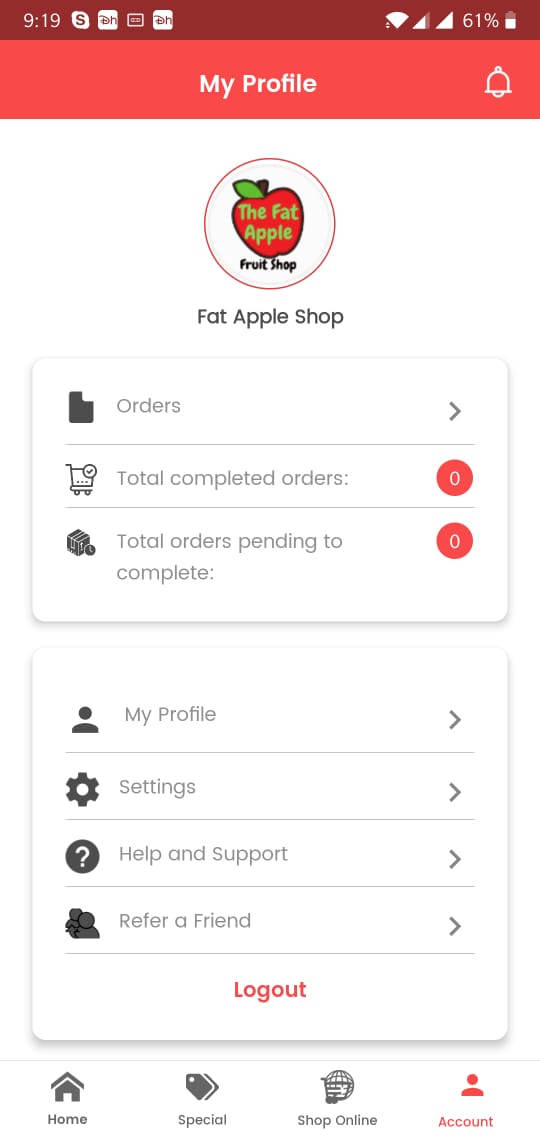 9:19 61%
My Profile
The Fat
Apple
Fruit Shop
Fat Apple Shop
Orders
Total completed orders: 0
Total orders pending to 0
complete:
My Profile
Settings
Help and Support
Refer a Friend
Logout
Home Special Shop Online Account